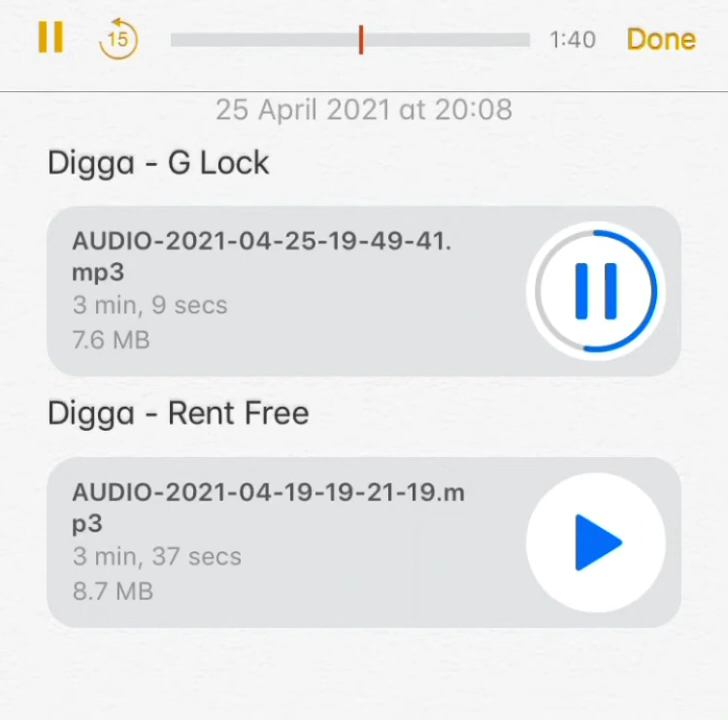 15
1:40
Done
25 April 2021 at 20:08
Digga - G Lock
AUDIO-2021-04-25-19-49-41.
mp3
3 min, 9 secs
7.6 MB
Digga - Rent Free
AUDIO-2021-04-19-19-21-19.m
p3
3 min, 37 secs
8.7 MB